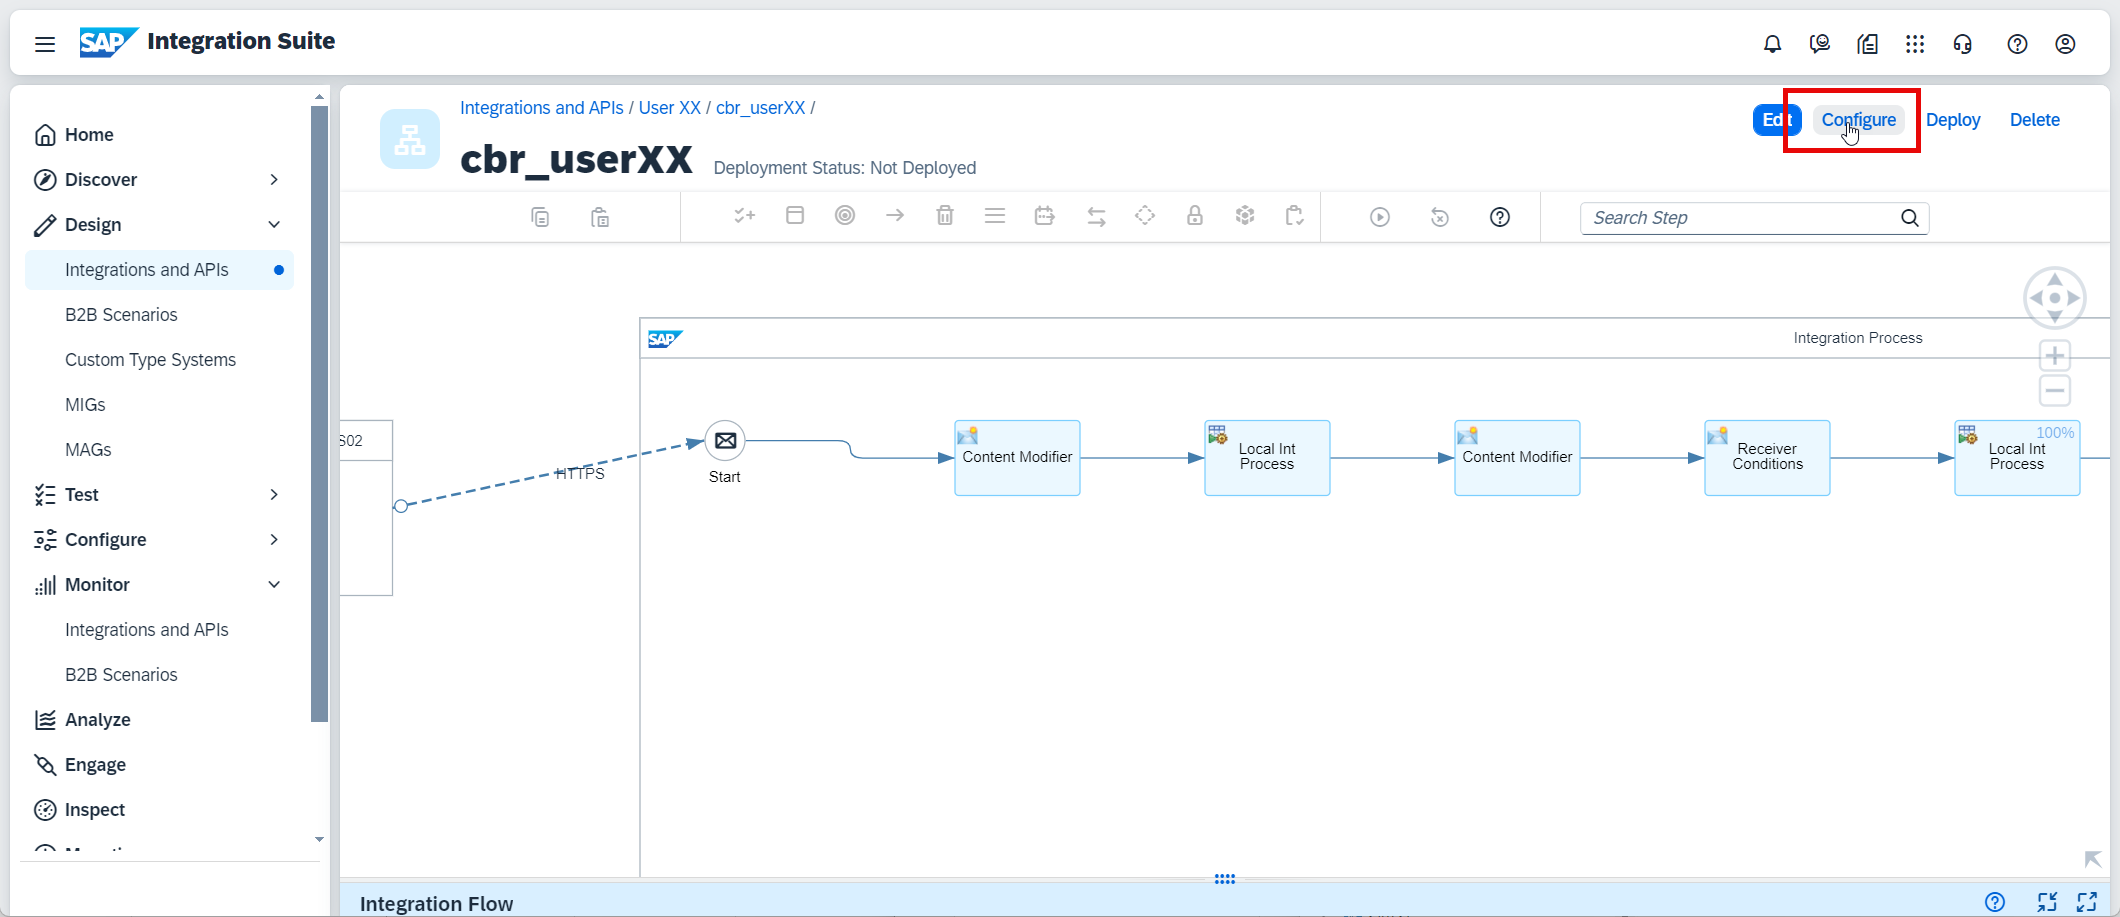 SAP Integration Suite
Home
Discover
Design
Integrations and APIs
B2B Scenarios
Custom Type Systems
MIGs
MAGs
Test
Configure
Monitor
Integrations and APIs
B2B Scenarios
Analyze
Engage
Inspect
Integrations and APIs / User XX / cbr_userXX /
cbr_userXX Deployment Status: Not Deployed
Edit Configure Deploy Delete
Search Step
SAP Integration Process
S02
HTTPS
Start
Content Modifier
Local Int
Process
Content Modifier
Receiver
Conditions
100%
Local Int
Process
Integration Flow